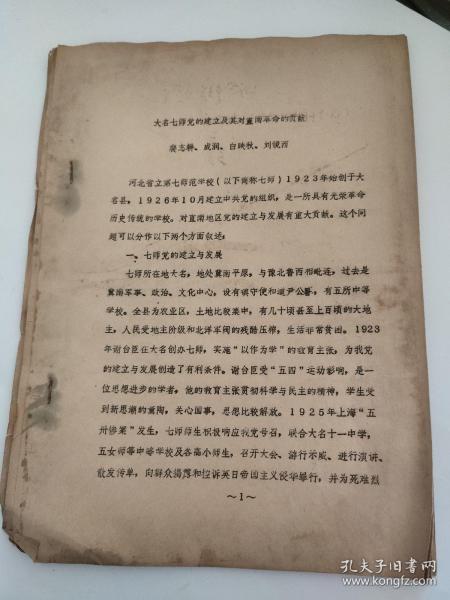 大名七师党的建立及其对直南革命的贡献
裴志耕、成润、白映秋、刘镜西
河北省立第七师范学校（以下简称七师）1923年始创于大
名县，1926年10月建立中共党的组织，是一所具有光荣革命
历史传统的学校。对直南地区党的建立与发展有重大贡献。这个问
题可以分作以下两个方面叙述：
一、七师党的建立与发展
七师所在地大名，地处冀南平原，与豫北鲁西相毗连，过去是
冀南军事、政治、文化中心，设有镇守使和道尹公署，有五所中等
学校。全县为农业区，土地比较集中，有几十顷甚至上百顷的大地
主，人民受地主阶级和北洋军阀的残酷压榨，生活非常贫困。1923
年谢台臣在大名创办七师，实施“以作为学”的教育主张，为我党
的建立与发展创造了有利条件。谢台臣受“五四”运动影响，是一
位思想进步的学者，他的教育主张贯彻科学与民主的精神，学生受
到新思潮的熏陶，关心国事，思想比较解放。1925年上海“五
卅惨案”发生，七师师生积极响应我党号召，联合大名十一中学，
五女师等中等学校及各高小师生，召开大会、游行示威、进行演讲、
散发传单，向群众揭露和控诉英日帝国主义侵华暴行，并为死难烈
～1～
孔夫子旧书网
www.kongfz.com